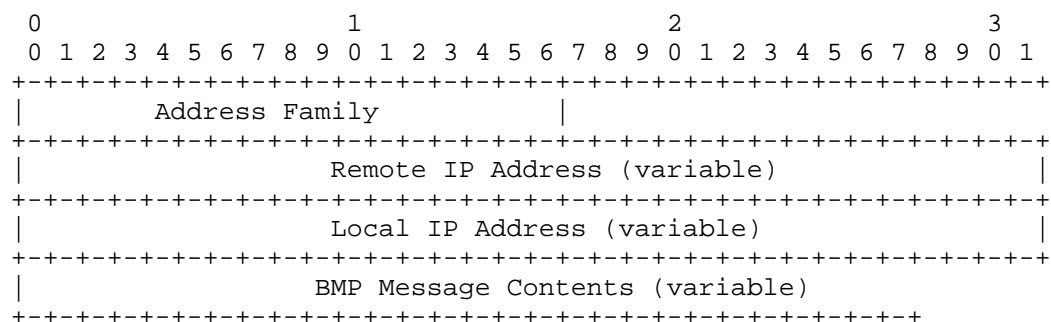 0                   1                   2                   3
 0 1 2 3 4 5 6 7 8 9 0 1 2 3 4 5 6 7 8 9 0 1 2 3 4 5 6 7 8 9 0 1
+-+-+-+-+-+-+-+-+-+-+-+-+-+-+-+-+-+-+-+-+-+-+-+-+-+-+-+-+-+-+-+-+
|        Address Family           |
+-+-+-+-+-+-+-+-+-+-+-+-+-+-+-+-+-+-+-+-+-+-+-+-+-+-+-+-+-+-+-+-+
|                   Remote IP Address (variable)                |
+-+-+-+-+-+-+-+-+-+-+-+-+-+-+-+-+-+-+-+-+-+-+-+-+-+-+-+-+-+-+-+-+
|                   Local IP Address (variable)                 |
+-+-+-+-+-+-+-+-+-+-+-+-+-+-+-+-+-+-+-+-+-+-+-+-+-+-+-+-+-+-+-+-+
|                  BMP Message Contents (variable)
+-+-+-+-+-+-+-+-+-+-+-+-+-+-+-+-+-+-+-+-+-+-+-+-+-+-+-+-+